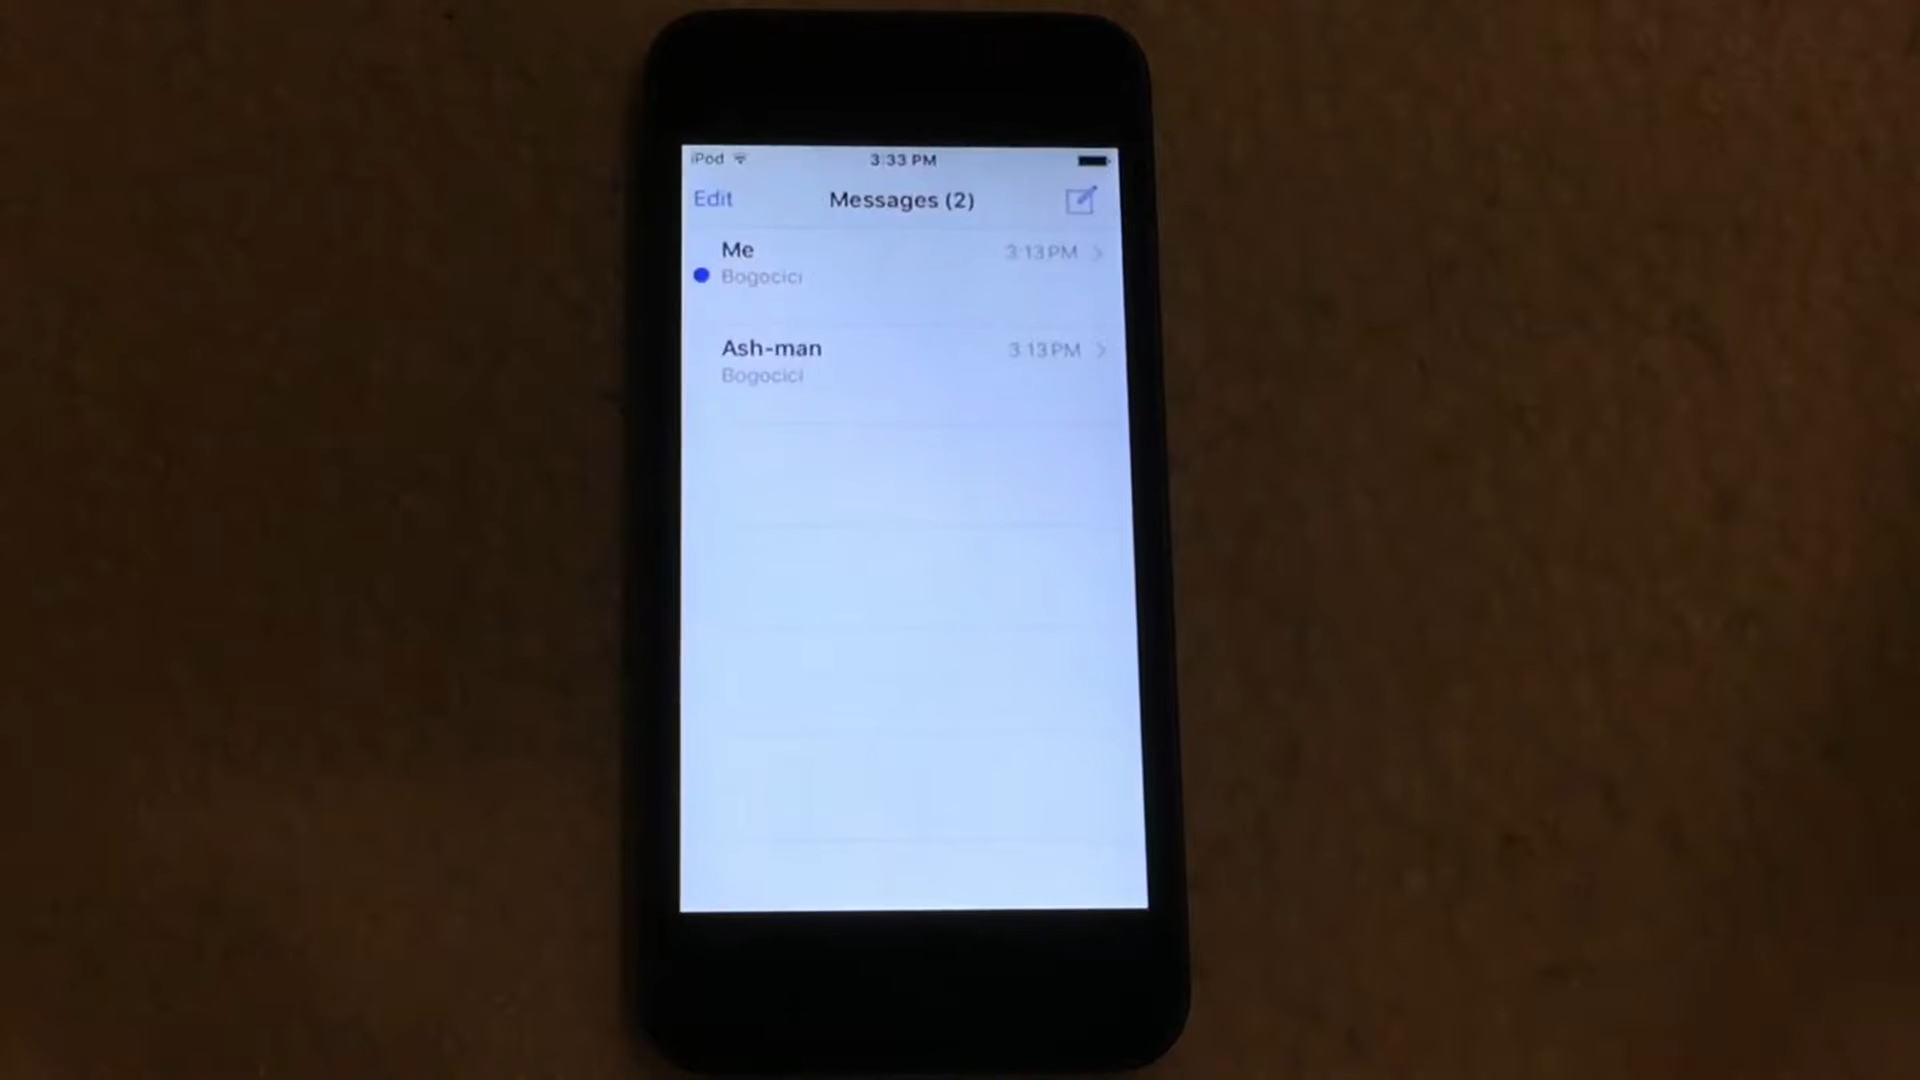 iPod 3:33 PM
Edit Messages (2)
Me 3:13 PM
Bogocici
Ash-man 3:13 PM
Bogocici